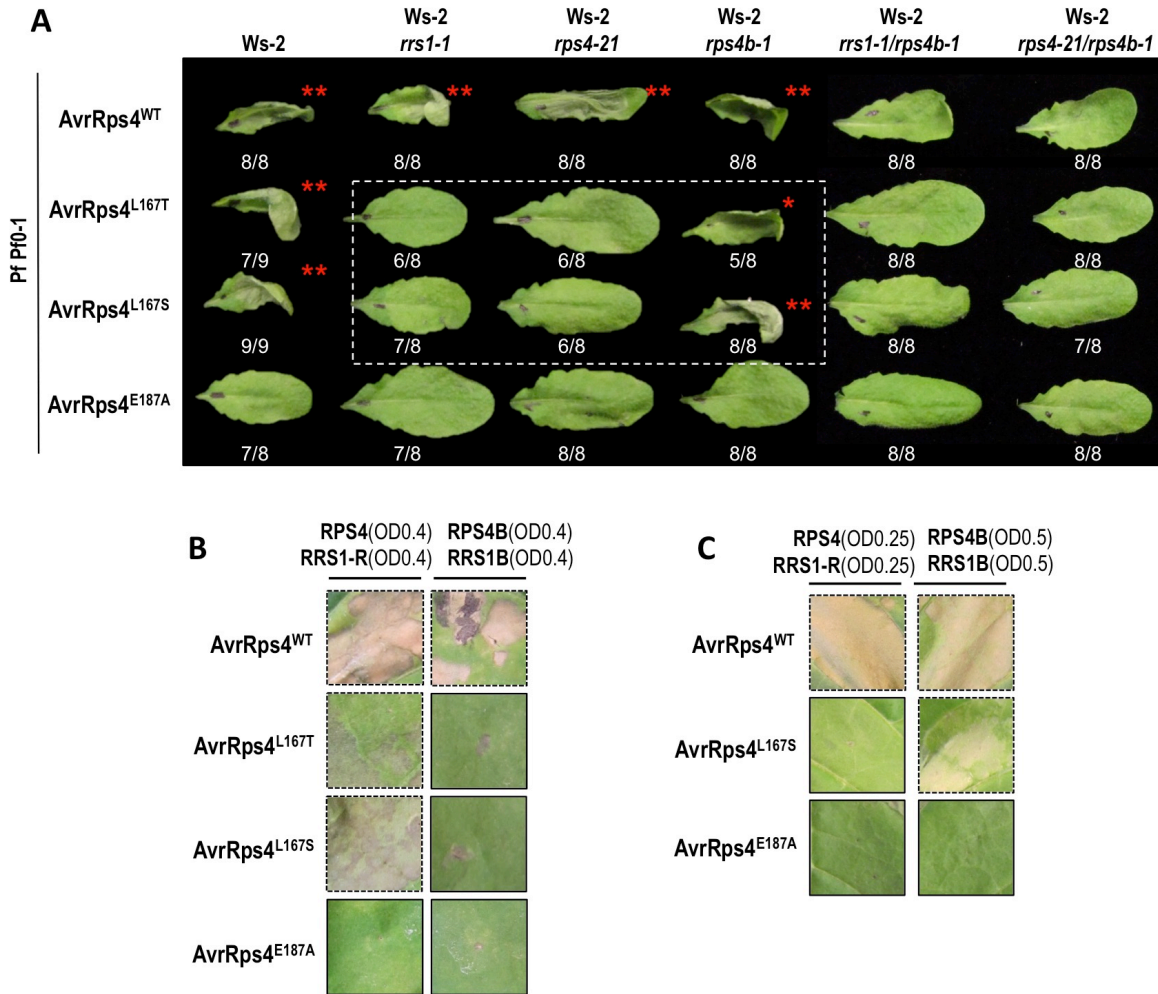 A
Ws-2
Ws-2 rrs1-1
Ws-2 rps4-21
Ws-2 rps4b-1
Ws-2 rrs1-1/rps4b-1
Ws-2 rps4-21/rps4b-1
Pf Pf0-1
AvrRps4WT
** ** ** **
8/8 8/8 8/8 8/8 8/8 8/8
AvrRps4L167T
** *
7/9 6/8 6/8 5/8 8/8 8/8
AvrRps4L167S
** **
9/9 7/8 6/8 8/8 8/8 7/8
AvrRps4E187A
7/8 7/8 8/8 8/8 8/8 8/8
B
RPS4(OD0.4) RPS4B(OD0.4)
RRS1-R(OD0.4) RRS1B(OD0.4)
AvrRps4WT
AvrRps4L167T
AvrRps4L167S
AvrRps4E187A
C
RPS4(OD0.25) RPS4B(OD0.5)
RRS1-R(OD0.25) RRS1B(OD0.5)
AvrRps4WT
AvrRps4L167S
AvrRps4E187A